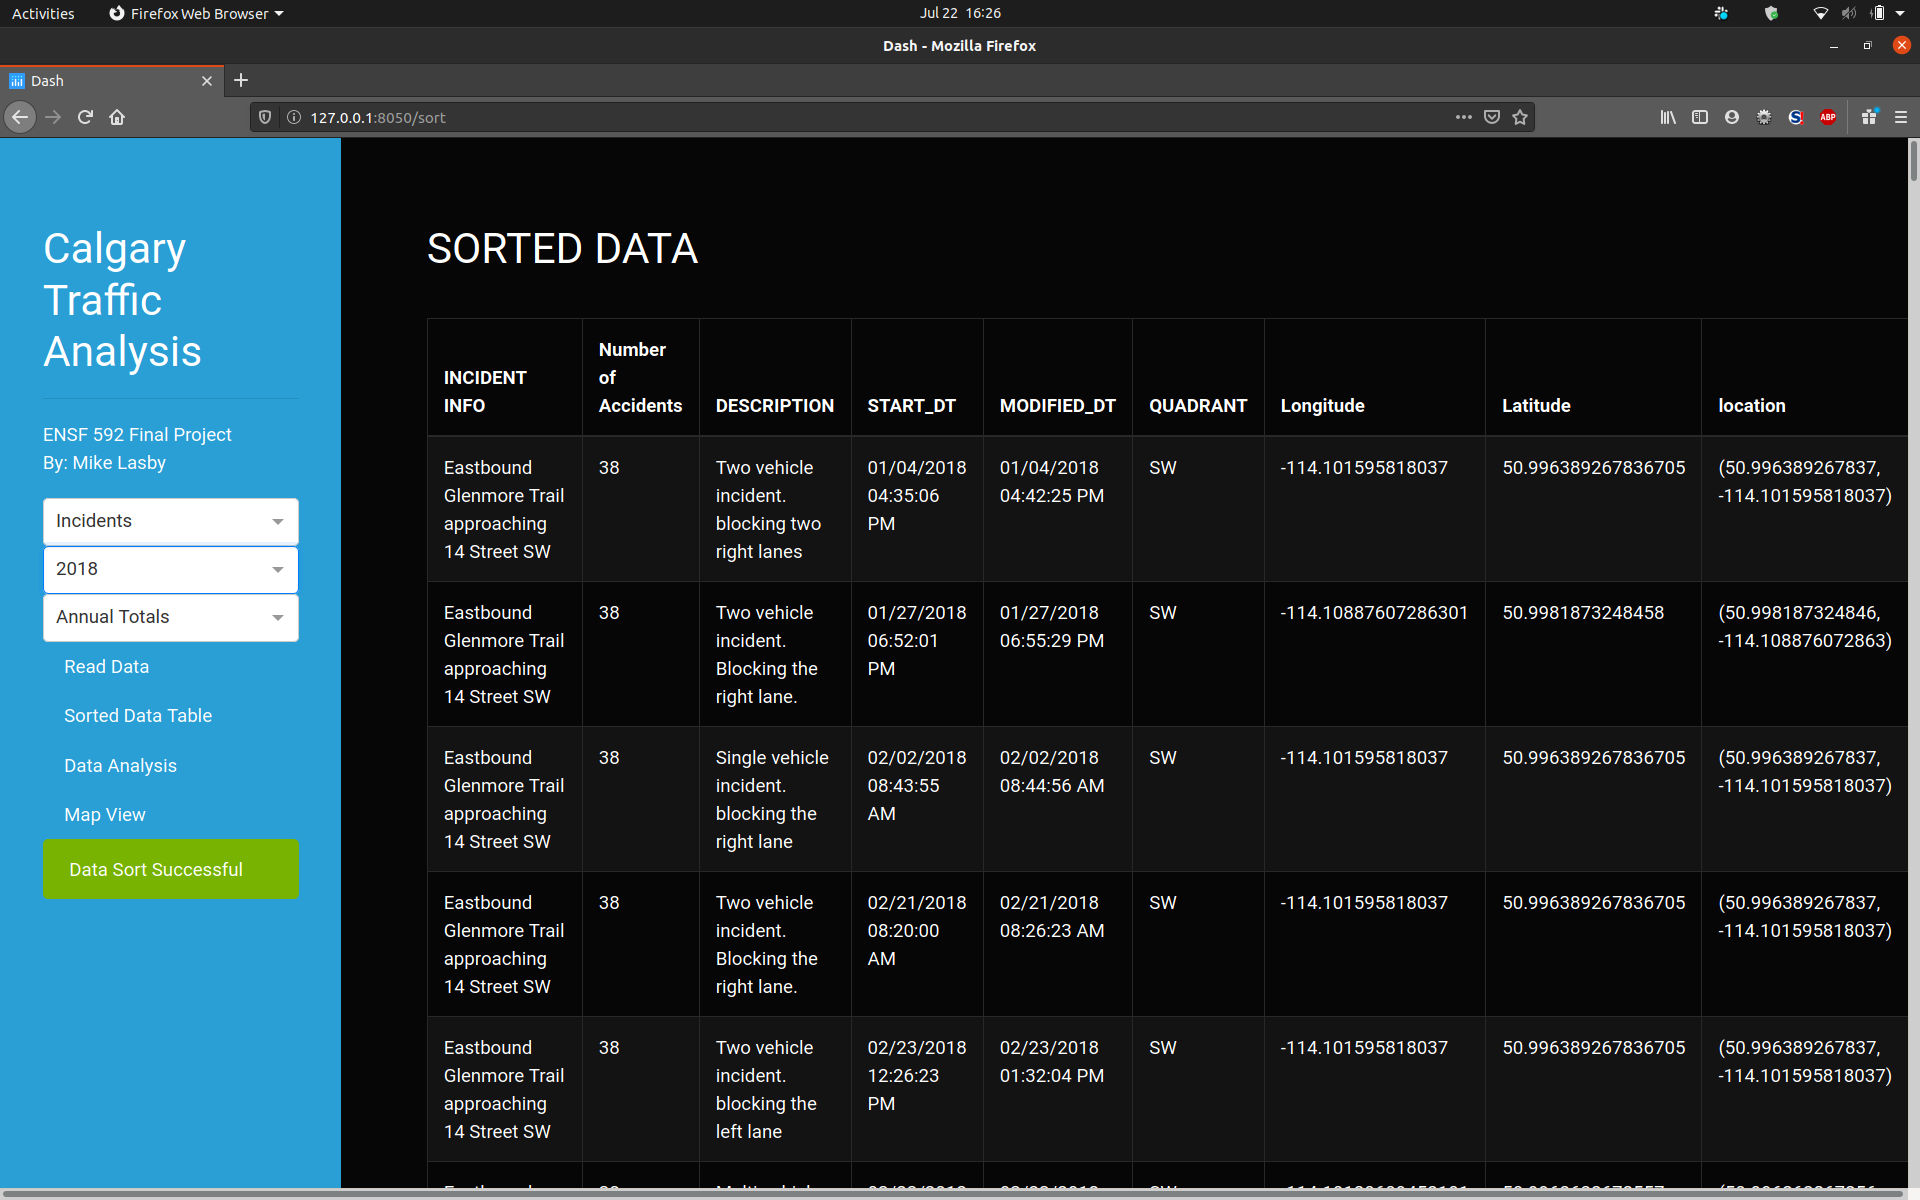 Activities
Firefox Web Browser
Jul 22 16:26
Dash - Mozilla Firefox
Dash
127.0.0.1:8050/sort
ABP
Calgary
Traffic
Analysis
ENSF 592 Final Project
By: Mike Lasby
Incidents
2018
Annual Totals
Read Data
Sorted Data Table
Data Analysis
Map View
Data Sort Successful
SORTED DATA
INCIDENT
INFO
Number
of
Accidents
DESCRIPTION
START_DT
MODIFIED_DT
QUADRANT
Longitude
Latitude
location
Eastbound
Glenmore Trail
approaching
14 Street SW
38
Two vehicle
incident.
blocking two
right lanes
01/04/2018
04:35:06
PM
01/04/2018
04:42:25 PM
SW
-114.101595818037
50.996389267836705
(50.996389267837,
-114.101595818037)
Eastbound
Glenmore Trail
approaching
14 Street SW
38
Two vehicle
incident.
Blocking the
right lane.
01/27/2018
06:52:01
PM
01/27/2018
06:55:29 PM
SW
-114.10887607286301
50.9981873248458
(50.998187324846,
-114.108876072863)
Eastbound
Glenmore Trail
approaching
14 Street SW
38
Single vehicle
incident.
blocking the
right lane
02/02/2018
08:43:55
AM
02/02/2018
08:44:56 AM
SW
-114.101595818037
50.996389267836705
(50.996389267837,
-114.101595818037)
Eastbound
Glenmore Trail
approaching
14 Street SW
38
Two vehicle
incident.
Blocking the
right lane.
02/21/2018
08:20:00
AM
02/21/2018
08:26:23 AM
SW
-114.101595818037
50.996389267836705
(50.996389267837,
-114.101595818037)
Eastbound
Glenmore Trail
approaching
14 Street SW
38
Two vehicle
incident.
blocking the
left lane
02/23/2018
12:26:23
PM
02/23/2018
01:32:04 PM
SW
-114.101595818037
50.996389267836705
(50.996389267837,
-114.101595818037)